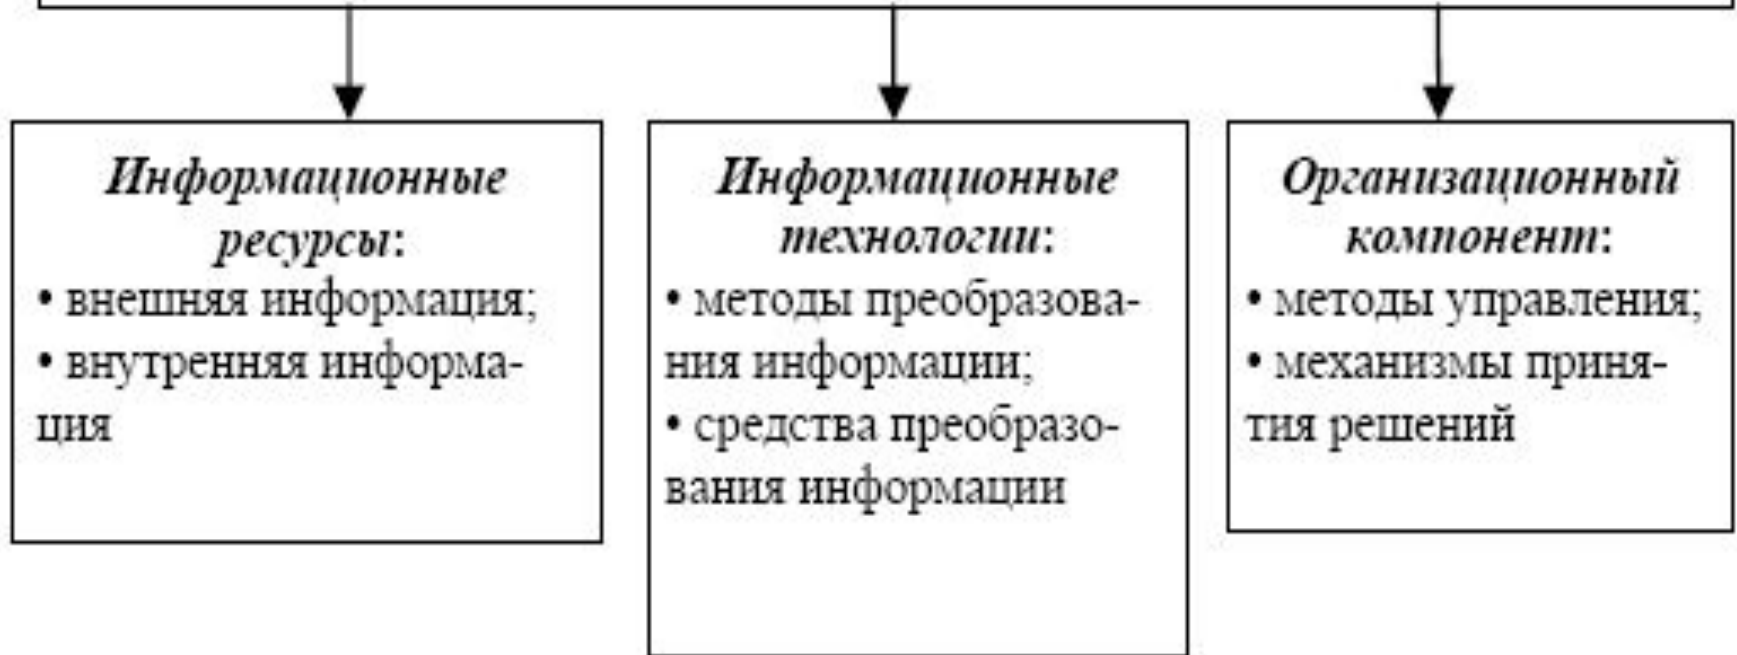 Информационные
ресурсы:
• внешняя информация;
• внутренняя информа-
ция
Информационные
технологии:
• методы преобразова-
ния информации;
• средства преобразо-
вания информации
Организационный
компонент:
• методы управления;
• механизмы приня-
тия решений